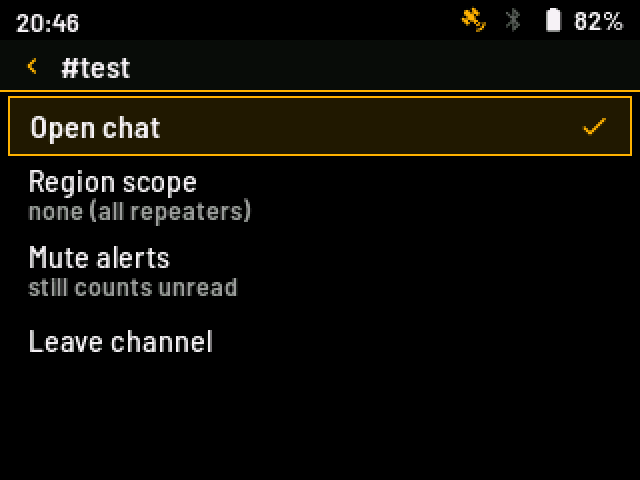 20:46
82%
#test
Open chat
Region scope
none (all repeaters)
Mute alerts
still counts unread
Leave channel